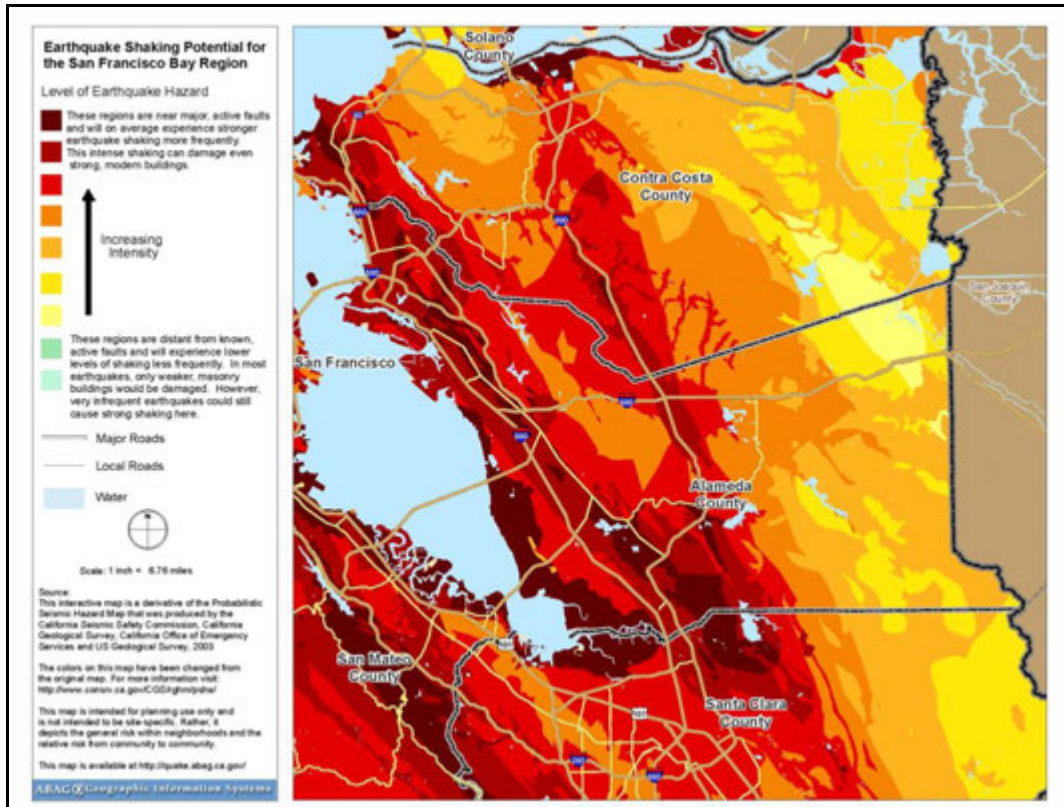 Earthquake Shaking Potential for
the San Francisco Bay Region
Level of Earthquake Hazard
These regions are near major, active faults
and will on average experience stronger
earthquake shaking more frequently.
This intense shaking can damage even
strong, modern buildings.
Increasing
Intensity
These regions are distant from known,
active faults and will experience lower
levels of shaking less frequently. In most
earthquakes, only weaker, masonry
buildings would be damaged. However,
very infrequent earthquakes could still
cause strong shaking here.
Major Roads
Local Roads
Water
Scale: 1 inch = 6.76 miles
Source:
This interactive map is a derivative of the Probabilistic
Seismic Hazard Map that was produced by the
California Seismic Safety Commission, California
Geological Survey, California Office of Emergency
Services and US Geological Survey, 2003
The colors on this map have been changed from
the original map. For more information visit:
This map is intended for planning use only and
is not intended to be site-specific. Rather, it
depicts the general risk within neighborhoods and the
relative risk from community to community.
This map is available at http://quake.abag.ca.gov/
ABAG Geographic Information Systems
Solano
County
Contra Costa
County
San Joaquin
County
San Francisco
Alameda
County
San Mateo
County
Santa Clara
County
80
580
680
580
580
880
101
280